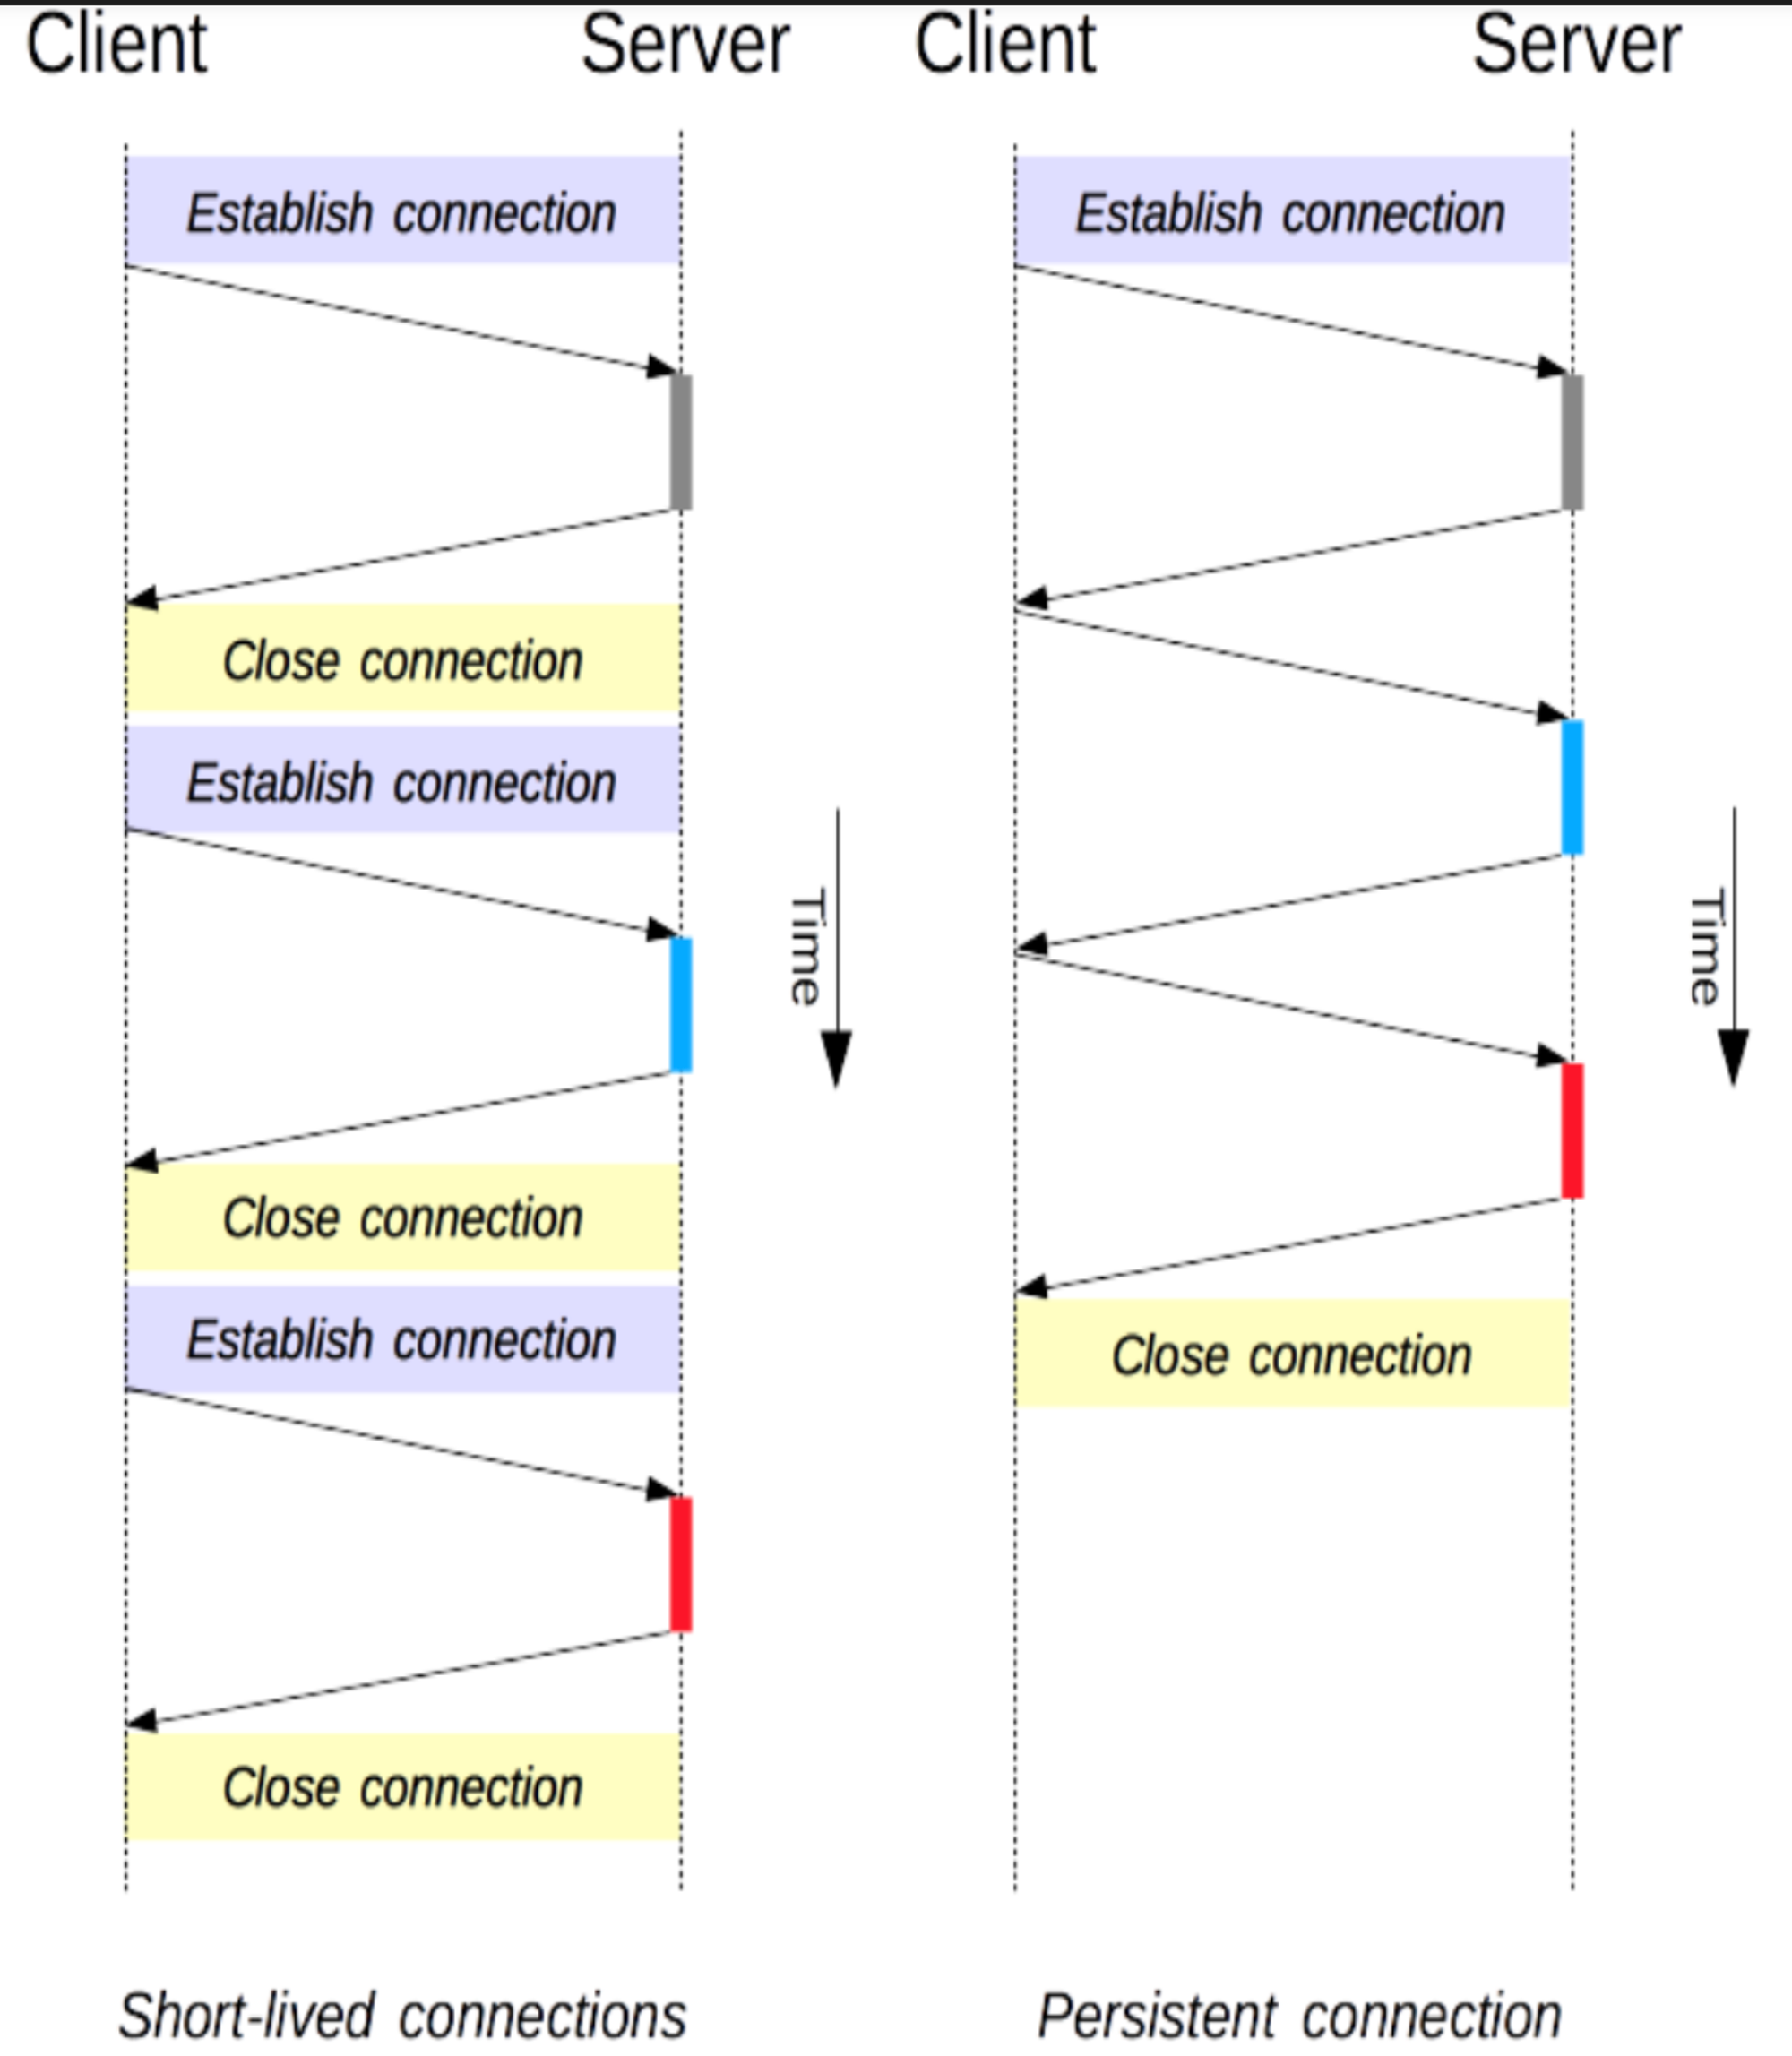 Client
Server
Establish connection
Close connection
Establish connection
Close connection
Establish connection
Close connection
Time
Short-lived connections
Client
Server
Establish connection
Time
Close connection
Persistent connection